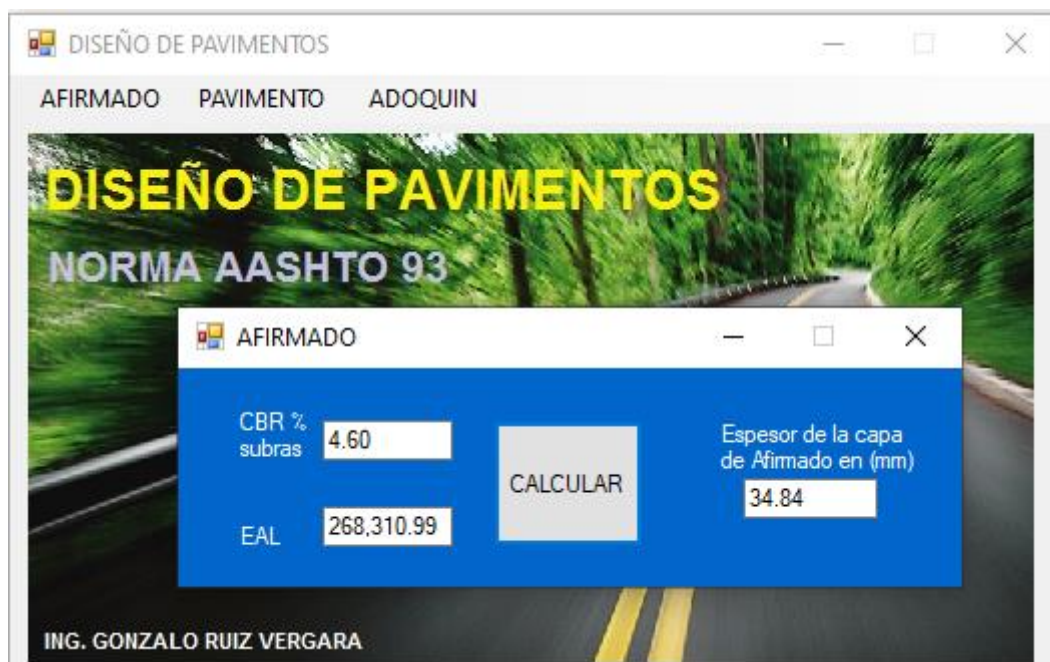 DISEÑO DE PAVIMENTOS
AFIRMADO PAVIMENTO ADOQUIN
DISEÑO DE PAVIMENTOS
NORMA AASHTO 93
AFIRMADO
CBR %
subras
4.60
EAL
268,310.99
CALCULAR
Espesor de la capa
de Afirmado en (mm)
34.84
ING. GONZALO RUIZ VERGARA